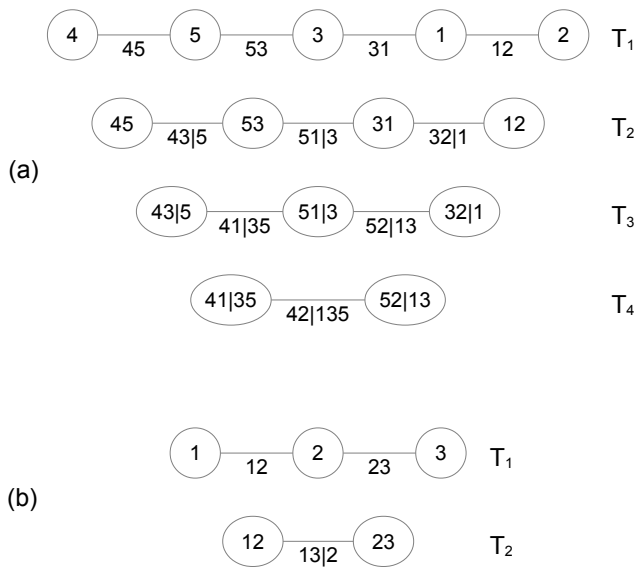 4 5 3 1 2 T₁
45 53 31 12
45 53 31 12 T₂
43|5 51|3 32|1
(a)
43|5 51|3 32|1 T₃
41|35 52|13
41|35 52|13 T₄
42|135
1 2 3 T₁
12 23
(b)
12 23 T₂
13|2